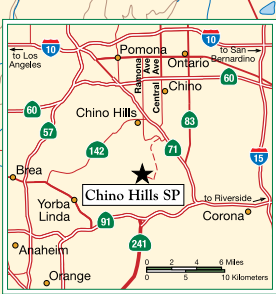 10
10
to Los
Angeles
Pomona
to San
Bernardino
Ontario
Ramona
Ave
Central
Ave
60
Chino
60
Chino Hills
83
57
142
71
15
Brea
Chino Hills SP
Yorba
Linda
to Riverside
91
Corona
241
Anaheim
Orange
0 2 4 6 Miles
0 5 10 Kilometers